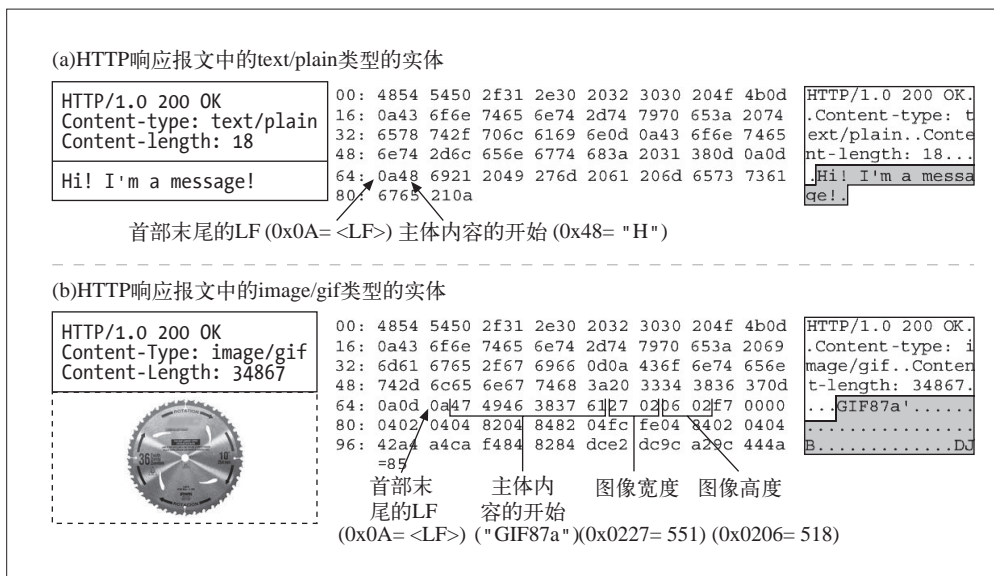 (a)HTTP响应报文中的text/plain类型的实体
HTTP/1.0 200 OK
Content-type: text/plain
Content-length: 18
Hi! I'm a message!
00: 4854 5450 2f31 2e30 2032 3030 204f 4b0d
16: 0a43 6f6e 7465 6e74 2d74 7970 653a 2074
32: 6578 742f 706c 6169 6e0d 0a43 6f6e 7465
48: 6e74 2d6c 656e 6774 683a 2031 380d 0a0d
64: 0a48 6921 2049 276d 2061 206d 6573 7361
80: 6765 210a
HTTP/1.0 200 OK.
.Content-type: t
ext/plain..Conte
nt-length: 18...
.Hi! I'm a messa
ge!.
首部末尾的LF (0x0A= <LF>) 主体内容的开始 (0x48= "H")
(b)HTTP响应报文中的image/gif类型的实体
HTTP/1.0 200 OK
Content-Type: image/gif
Content-Length: 34867
ROTATION
36
10"
ROTATION
00: 4854 5450 2f31 2e30 2032 3030 204f 4b0d
16: 0a43 6f6e 7465 6e74 2d74 7970 653a 2069
32: 6d61 6765 2f67 6966 0d0a 436f 6e74 656e
48: 742d 6c65 6e67 7468 3a20 3334 3836 370d
64: 0a0d 0a47 4946 3837 6127 0206 02f7 0000
80: 0402 0404 8204 8482 04fc fe04 8402 0404
96: 42a4 a4ca f484 8284 dce2 dc9c a29c 444a
=85
HTTP/1.0 200 OK.
.Content-type: i
mage/gif..Conten
t-length: 34867.
...GIF87a'......
................
B.............DJ
首部末尾的LF
(0x0A= <LF>)
主体内容的开始
("GIF87a")
图像宽度
(0x0227= 551)
图像高度
(0x0206= 518)